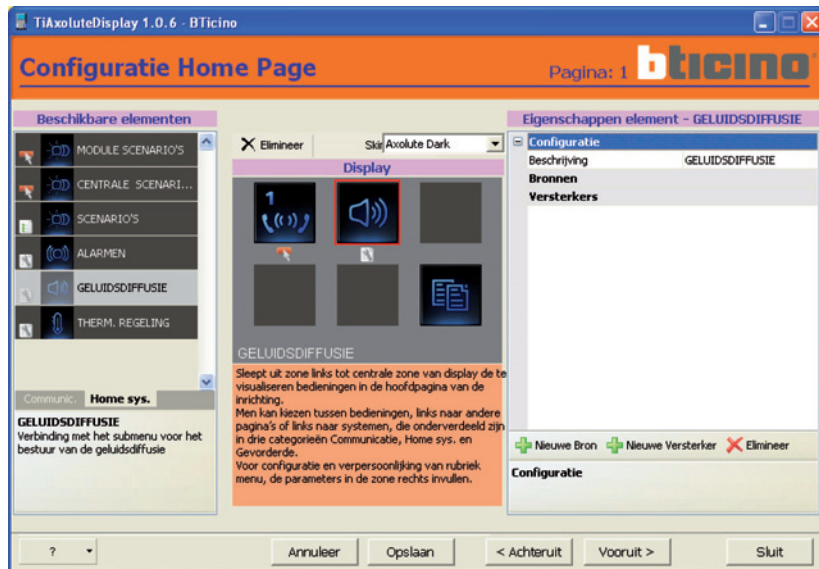 TiAxoluteDisplay 1.0.6 - BTicino
Configuratie Home Page
Pagina: 1
bticino
Beschikbare elementen
MODULE SCENARIO'S
CENTRALE SCENARI...
SCENARIO'S
ALARMEN
GELUIDSDIFFUSIE
THERM. REGELING
Communic.
Home sys.
GELUIDSDIFFUSIE
Verbinding met het submenu voor het
bestuur van de geluidsdiffusie
Elimineer
Skin
Axolute Dark
Display
1
GELUIDSDIFFUSIE
Sleept uit zone links tot centrale zone van display de te
visualiseren bedieningen in de hoofdpagina van de
inrichting.
Men kan kiezen tussen bedieningen, links naar andere
pagina's of links naar systemen, die onderverdeeld zijn
in drie categorieën Communicatie, Home sys. en
Gevorderde.
Voor configuratie en verpersoonlijking van rubriek
menu, de parameters in de zone rechts invullen.
Eigenschappen element - GELUIDSDIFFUSIE
Configuratie
Beschrijving GELUIDSDIFFUSIE
Bronnen
Versterkers
Nieuwe Bron
Nieuwe Versterker
Elimineer
Configuratie
?
Annuleer
Opslaan
< Achteruit
Vooruit >
Sluit